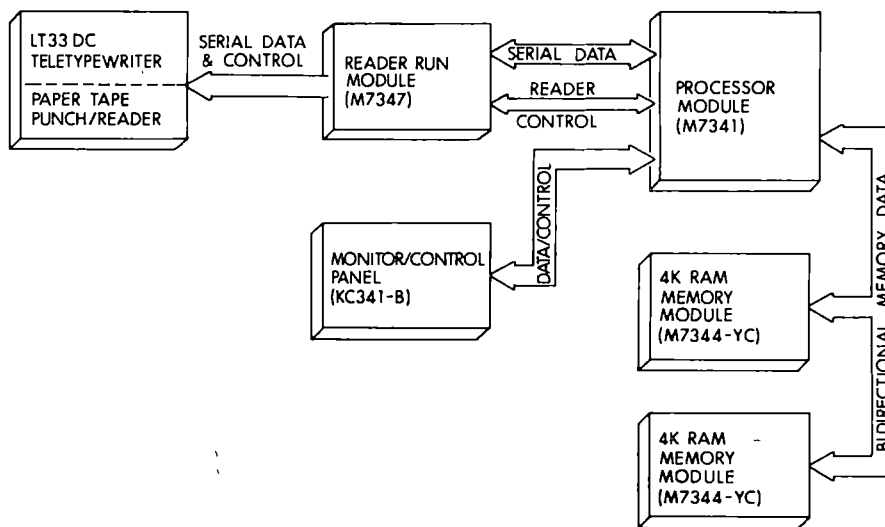 LT33 DC
TELETYPEWRITER
PAPER TAPE
PUNCH/READER
SERIAL DATA
& CONTROL
READER RUN
MODULE
(M7347)
SERIAL DATA
READER
CONTROL
PROCESSOR
MODULE
(M7341)
MONITOR/CONTROL
PANEL
(KC341-B)
DATA/CONTROL
4K RAM
MEMORY
MODULE
(M7344-YC)
4K RAM
MEMORY
MODULE
(M7344-YC)
BIDIRECTIONAL MEMORY DATA